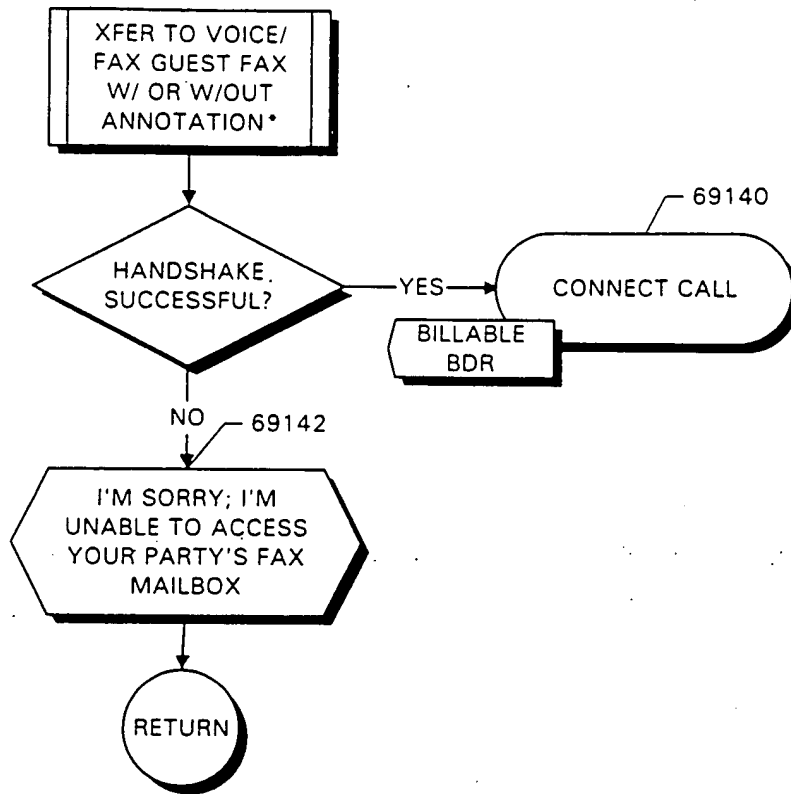 XFER TO VOICE/
FAX GUEST FAX
W/ OR W/OUT
ANNOTATION*
69140
HANDSHAKE
SUCCESSFUL?
YES
CONNECT CALL
BILLABLE
BDR
NO
69142
I'M SORRY; I'M
UNABLE TO ACCESS
YOUR PARTY'S FAX
MAILBOX
RETURN